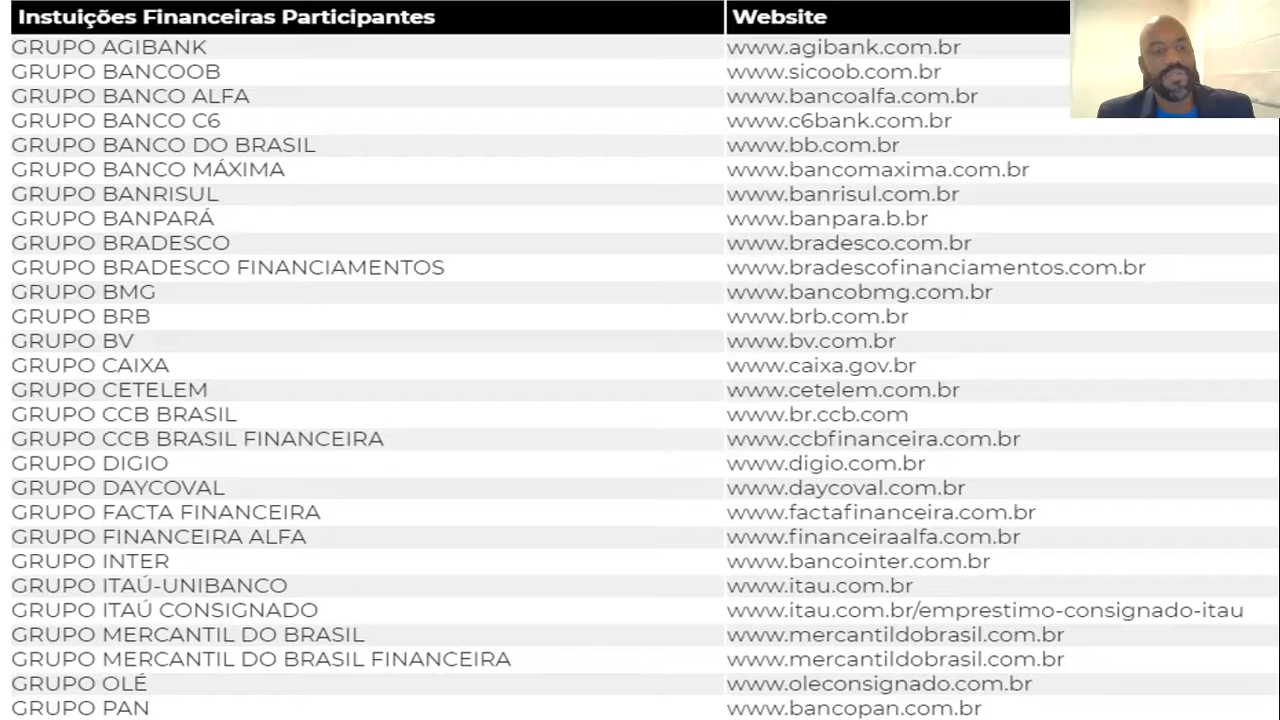 Instuições Financeiras Participantes Website
GRUPO AGIBANK www.agibank.com.br
GRUPO BANCOOB www.sicoob.com.br
GRUPO BANCO ALFA www.bancoalfa.com.br
GRUPO BANCO C6 www.c6bank.com.br
GRUPO BANCO DO BRASIL www.bb.com.br
GRUPO BANCO MÁXIMA www.bancomaxima.com.br
GRUPO BANRISUL www.banrisul.com.br
GRUPO BANPARÁ www.banpara.b.br
GRUPO BRADESCO www.bradesco.com.br
GRUPO BRADESCO FINANCIAMENTOS www.bradescofinanciamentos.com.br
GRUPO BMG www.bancobmg.com.br
GRUPO BRB www.brb.com.br
GRUPO BV www.bv.com.br
GRUPO CAIXA www.caixa.gov.br
GRUPO CETELEM www.cetelem.com.br
GRUPO CCB BRASIL www.br.ccb.com
GRUPO CCB BRASIL FINANCEIRA www.ccbfinanceira.com.br
GRUPO DIGIO www.digio.com.br
GRUPO DAYCOVAL www.daycoval.com.br
GRUPO FACTA FINANCEIRA www.factafinanceira.com.br
GRUPO FINANCEIRA ALFA www.financeiraalfa.com.br
GRUPO INTER www.bancointer.com.br
GRUPO ITAÚ-UNIBANCO www.itau.com.br
GRUPO ITAÚ CONSIGNADO www.itau.com.br/emprestimo-consignado-itau
GRUPO MERCANTIL DO BRASIL www.mercantildobrasil.com.br
GRUPO MERCANTIL DO BRASIL FINANCEIRA www.mercantildobrasil.com.br
GRUPO OLÉ www.oleconsignado.com.br
GRUPO PAN www.bancopan.com.br